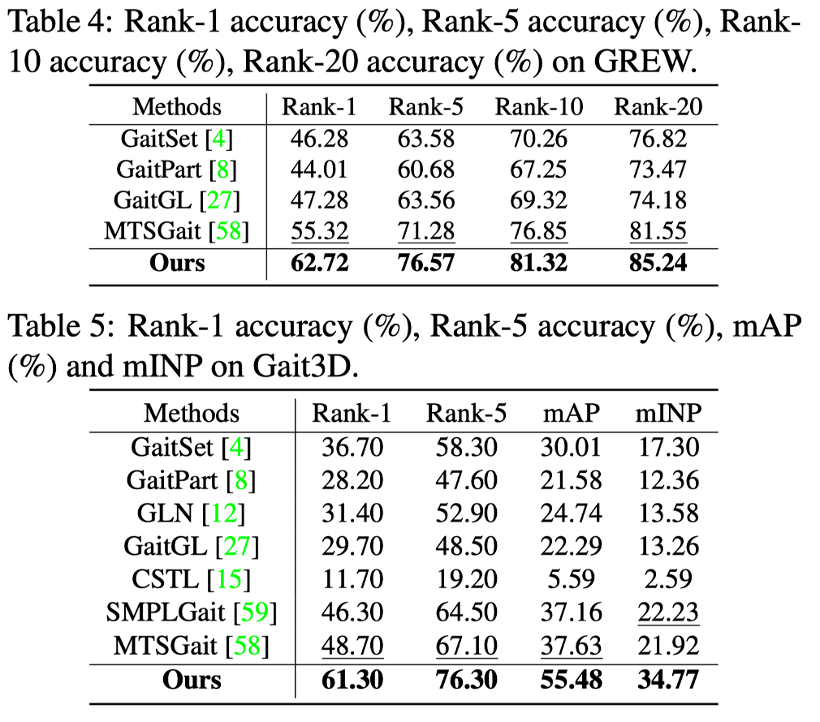 Table 4: Rank-1 accuracy (%), Rank-5 accuracy (%), Rank-
10 accuracy (%), Rank-20 accuracy (%) on GREW.
Methods Rank-1 Rank-5 Rank-10 Rank-20
GaitSet [4] 46.28 63.58 70.26 76.82
GaitPart [8] 44.01 60.68 67.25 73.47
GaitGL [27] 47.28 63.56 69.32 74.18
MTSGait [58] 55.32 71.28 76.85 81.55
Ours 62.72 76.57 81.32 85.24
Table 5: Rank-1 accuracy (%), Rank-5 accuracy (%), mAP
(%) and mINP on Gait3D.
Methods Rank-1 Rank-5 mAP mINP
GaitSet [4] 36.70 58.30 30.01 17.30
GaitPart [8] 28.20 47.60 21.58 12.36
GLN [12] 31.40 52.90 24.74 13.58
GaitGL [27] 29.70 48.50 22.29 13.26
CSTL [15] 11.70 19.20 5.59 2.59
SMPLGait [59] 46.30 64.50 37.16 22.23
MTSGait [58] 48.70 67.10 37.63 21.92
Ours 61.30 76.30 55.48 34.77